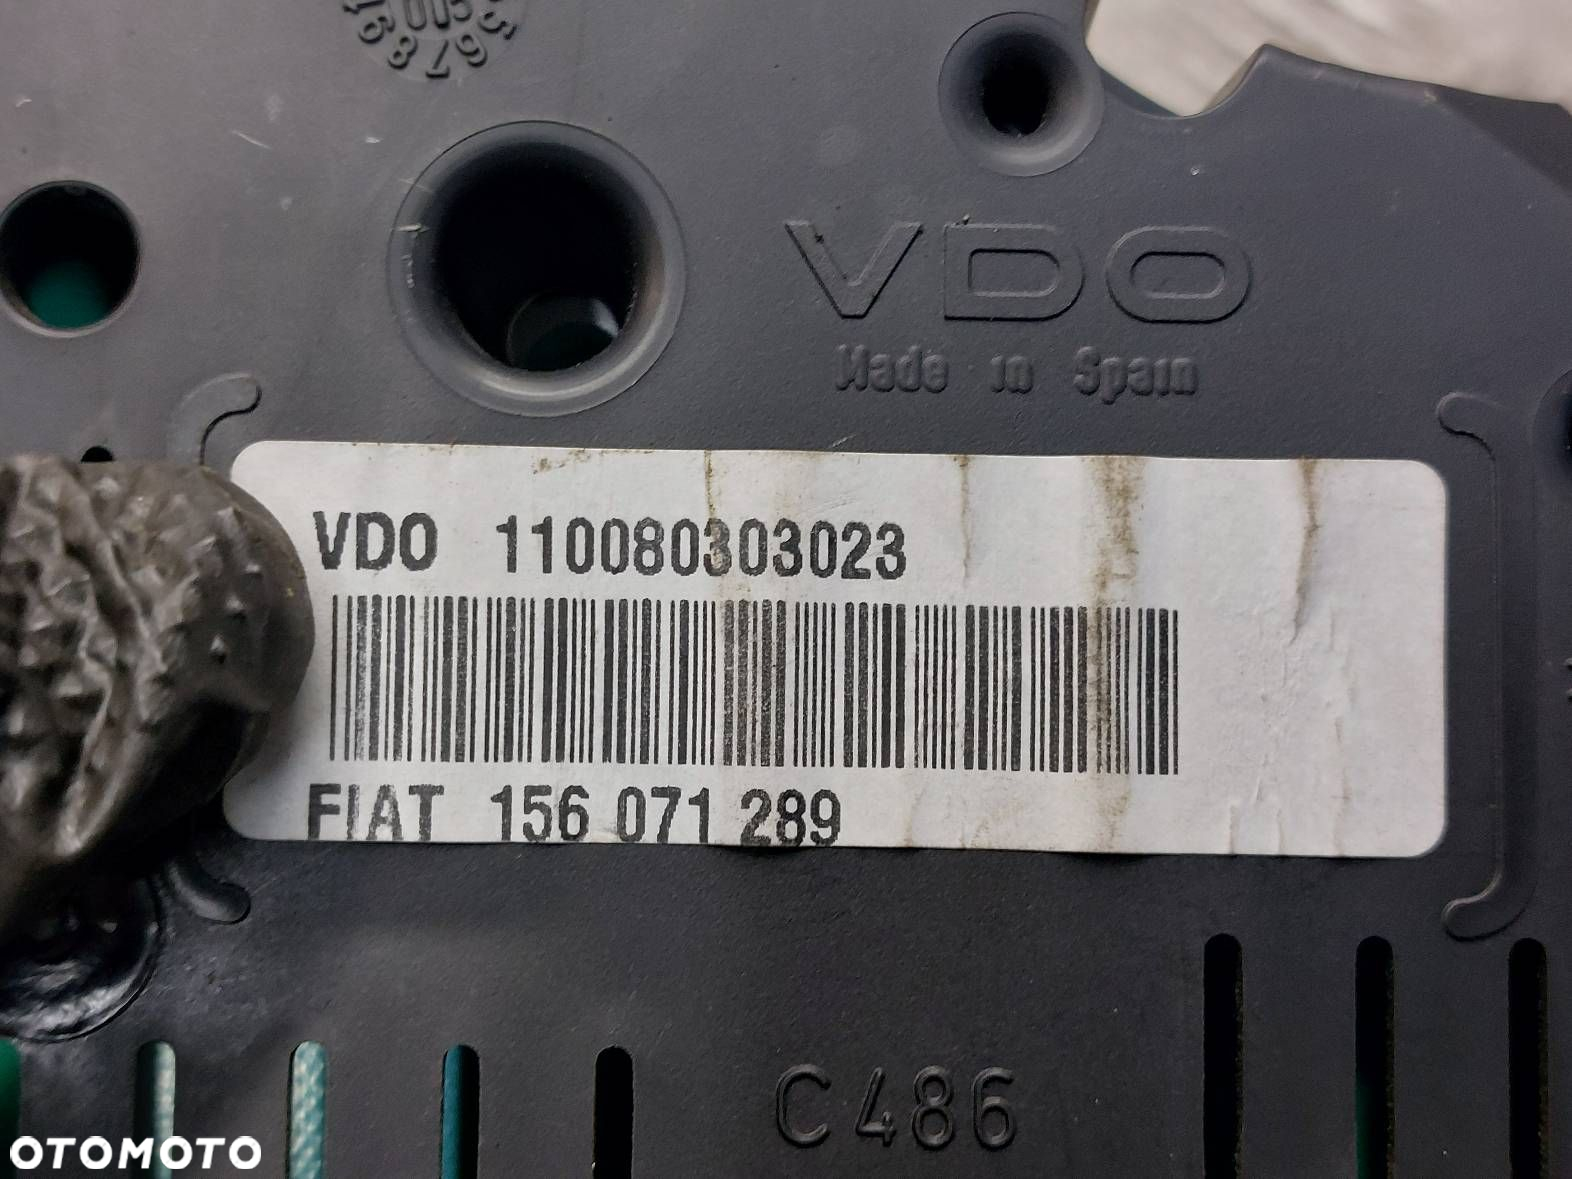 VDO
Made in Spain
VDO 110080303023
FIAT 156 071 289
C486
OTOMOTO